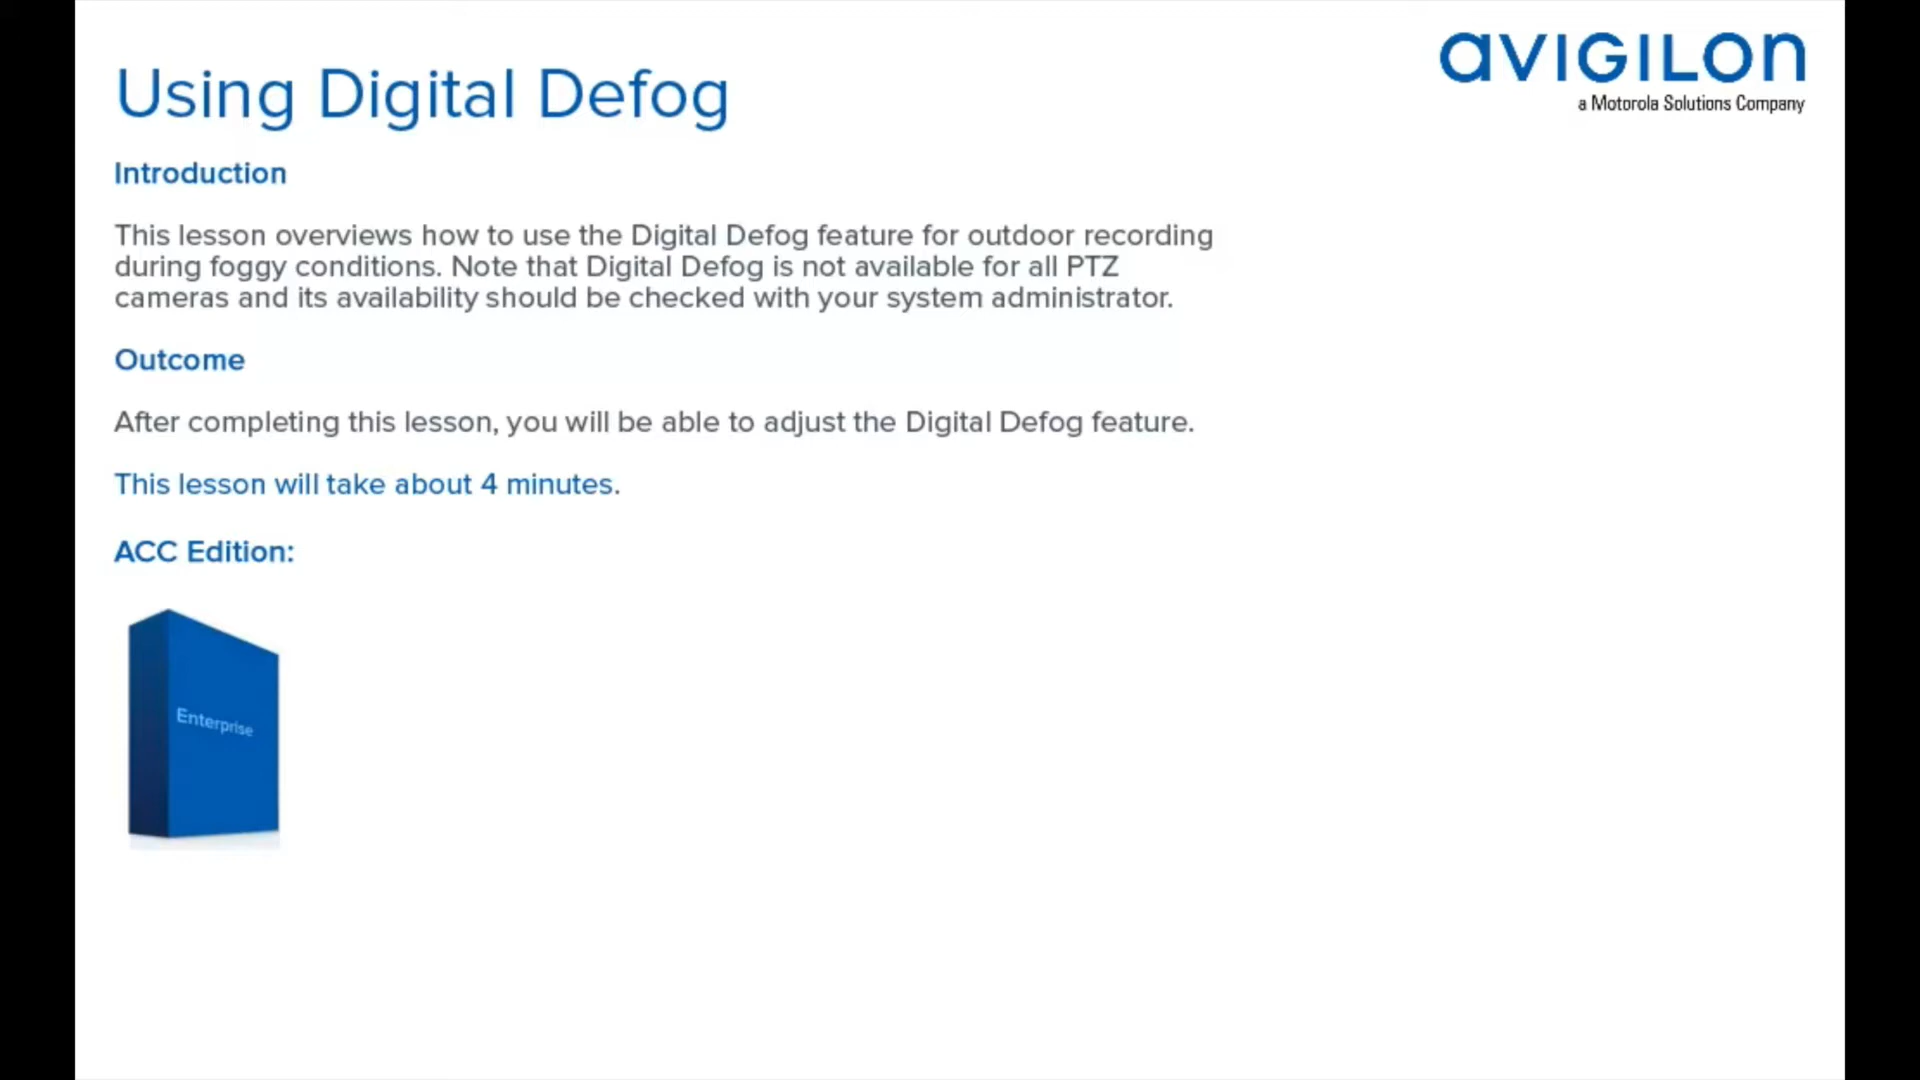 Using Digital Defog
AVIGILON
a Motorola Solutions Company
Introduction
This lesson overviews how to use the Digital Defog feature for outdoor recording
during foggy conditions. Note that Digital Defog is not available for all PTZ
cameras and its availability should be checked with your system administrator.
Outcome
After completing this lesson, you will be able to adjust the Digital Defog feature.
This lesson will take about 4 minutes.
ACC Edition:
Enterprise